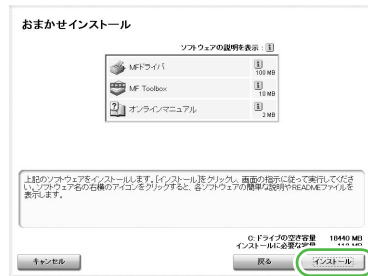 おまかせインストール
ソフトウェアの説明を表示：i
MFドライバ
100 MB
MF Toolbox
10 MB
オンラインマニュアル
2 MB
上記のソフトウェアをインストールします。[インストール]をクリックし、画面の指示に従って実行してくださ
い。ソフトウェア名の右横のアイコンをクリックすると、各ソフトウェアの簡単な説明やREADMEファイルを
表示します。
C:ドライブの空き容量 18440 MB
インストールに必要な容量 112 MB
キャンセル
戻る
インストール